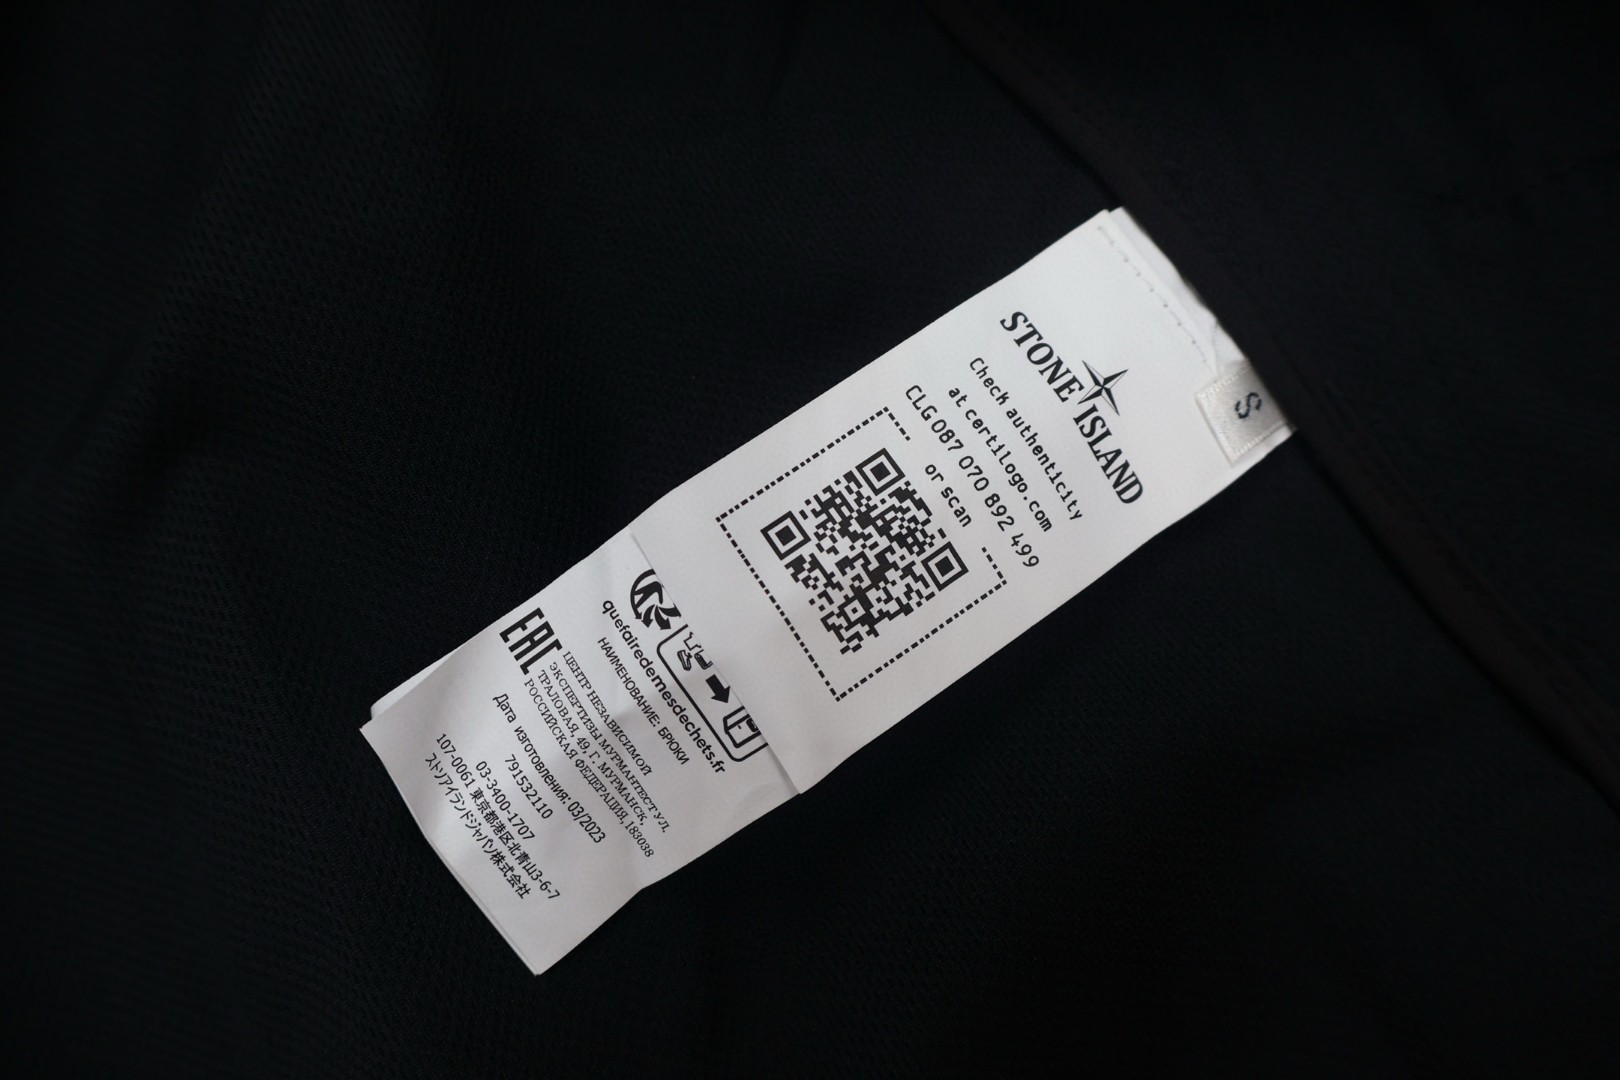 STONE ISLAND
Check authenticity
at certilogo.com
CLG087 070 892 499
or scan
S
quefairedemesdechets.fr
НАИМЕНОВАНИЕ: БРЮКИ
EAC
ЦЕНТР НЕЗАВИСИМОЙ
ЭКСПЕРТИЗЫ МУРМАНТЕСТ УЛ.
ТРАЛОВАЯ, 49, Г. МУРМАНСК,
РОССИЙСКАЯ ФЕДЕРАЦИЯ, 183038
Дата изготовления: 03/2023
791532110
03-3400-1707
107-0061 東京都港区北青山3-6-7
ストンアイランドジャパン株式会社